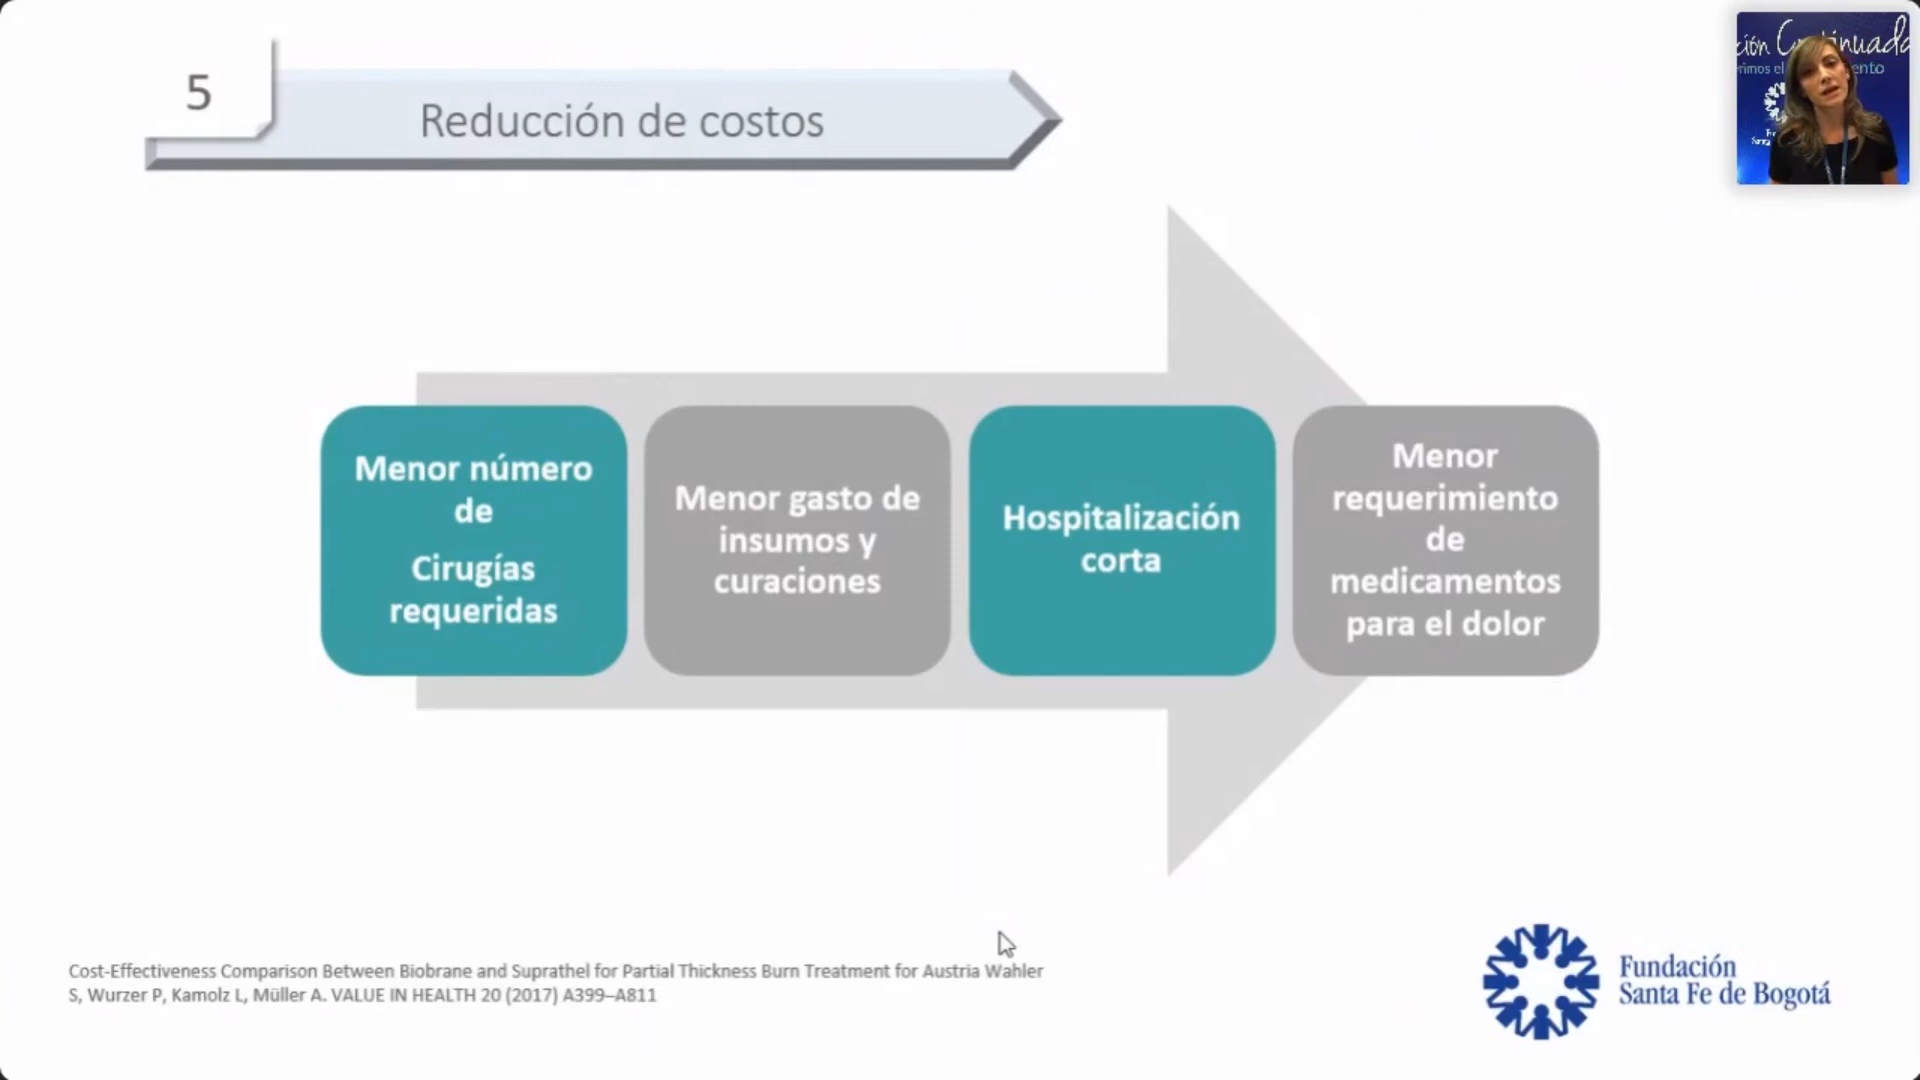 5
Reducción de costos
Menor número
de
Cirugías
requeridas
Menor gasto de
insumos y
curaciones
Hospitalización
corta
Menor
requerimiento
de
medicamentos
para el dolor
Cost-Effectiveness Comparison Between Biobrane and Suprathel for Partial Thickness Burn Treatment for Austria Wahler
S, Wurzer P, Kamolz L, Müller A. VALUE IN HEALTH 20 (2017) A399–A811
Fundación
Santa Fe de Bogotá